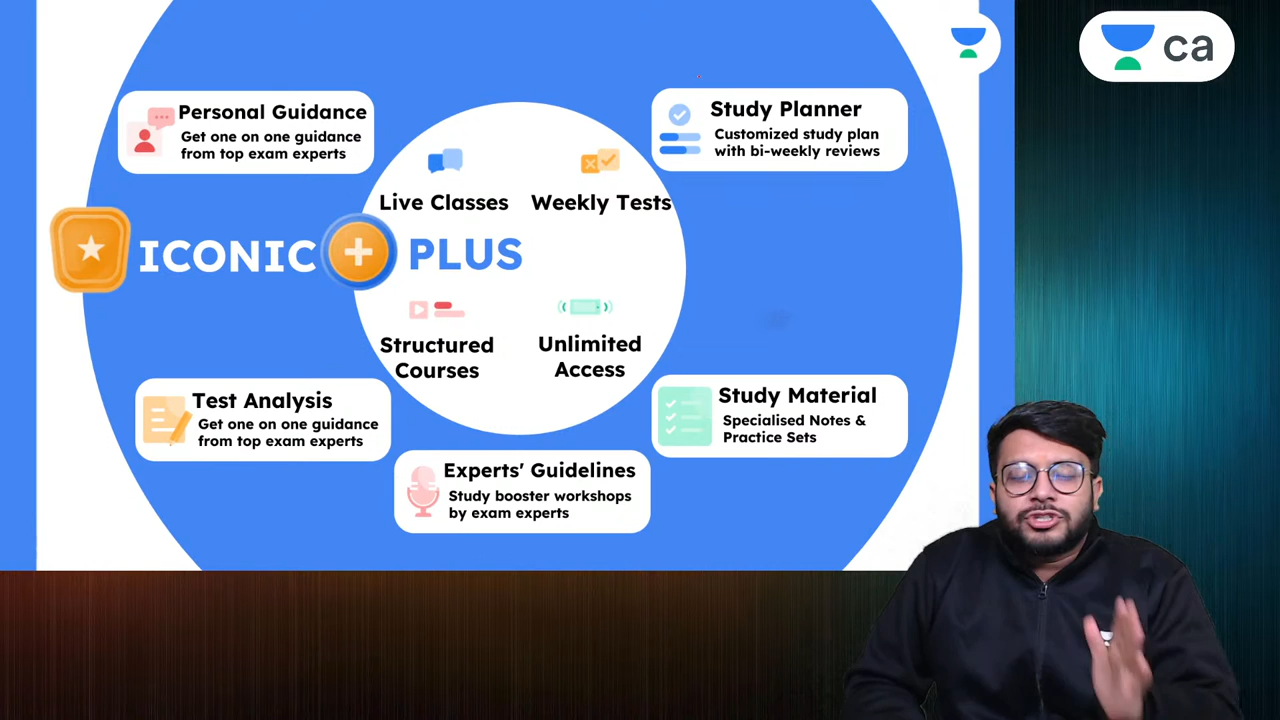 ca
Personal Guidance
Get one on one guidance
from top exam experts
Study Planner
Customized study plan
with bi-weekly reviews
Live Classes
Weekly Tests
ICONIC
PLUS
Structured
Courses
Unlimited
Access
Test Analysis
Get one on one guidance
from top exam experts
Study Material
Specialised Notes &
Practice Sets
Experts' Guidelines
Study booster workshops
by exam experts